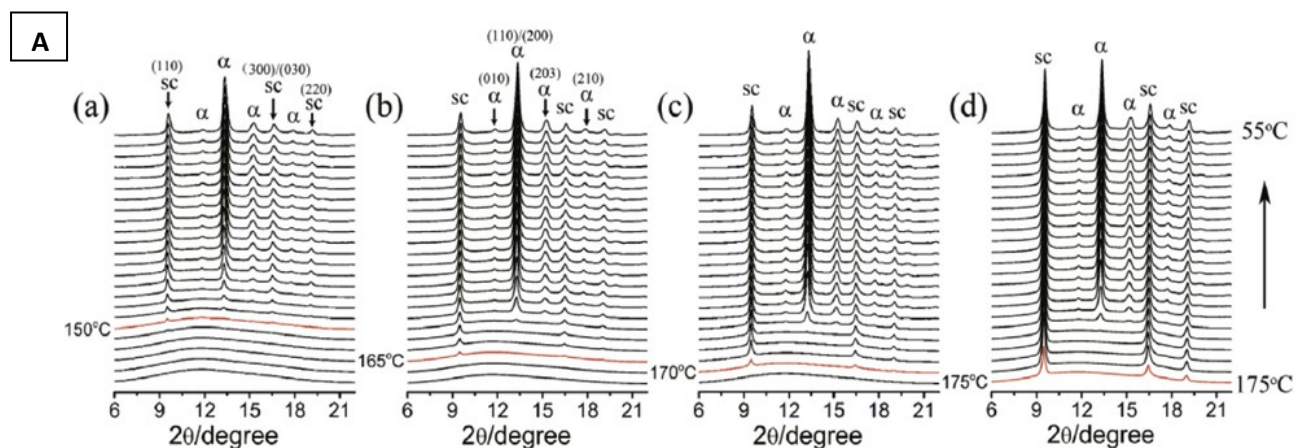 A
(a)
(110)
sc
α
α
(300)/(030)
sc
α
α
(220)
sc
150°C
6 9 12 15 18 21
2θ/degree
(b)
sc
(010)
α
(110)/(200)
α
(203)
α
sc
(210)
α
sc
165°C
6 9 12 15 18 21
2θ/degree
(c)
sc
α
α
α
sc
α
sc
170°C
6 9 12 15 18 21
2θ/degree
(d)
sc
α
α
α
sc
α
sc
55°C
175°C
175°C
6 9 12 15 18 21
2θ/degree